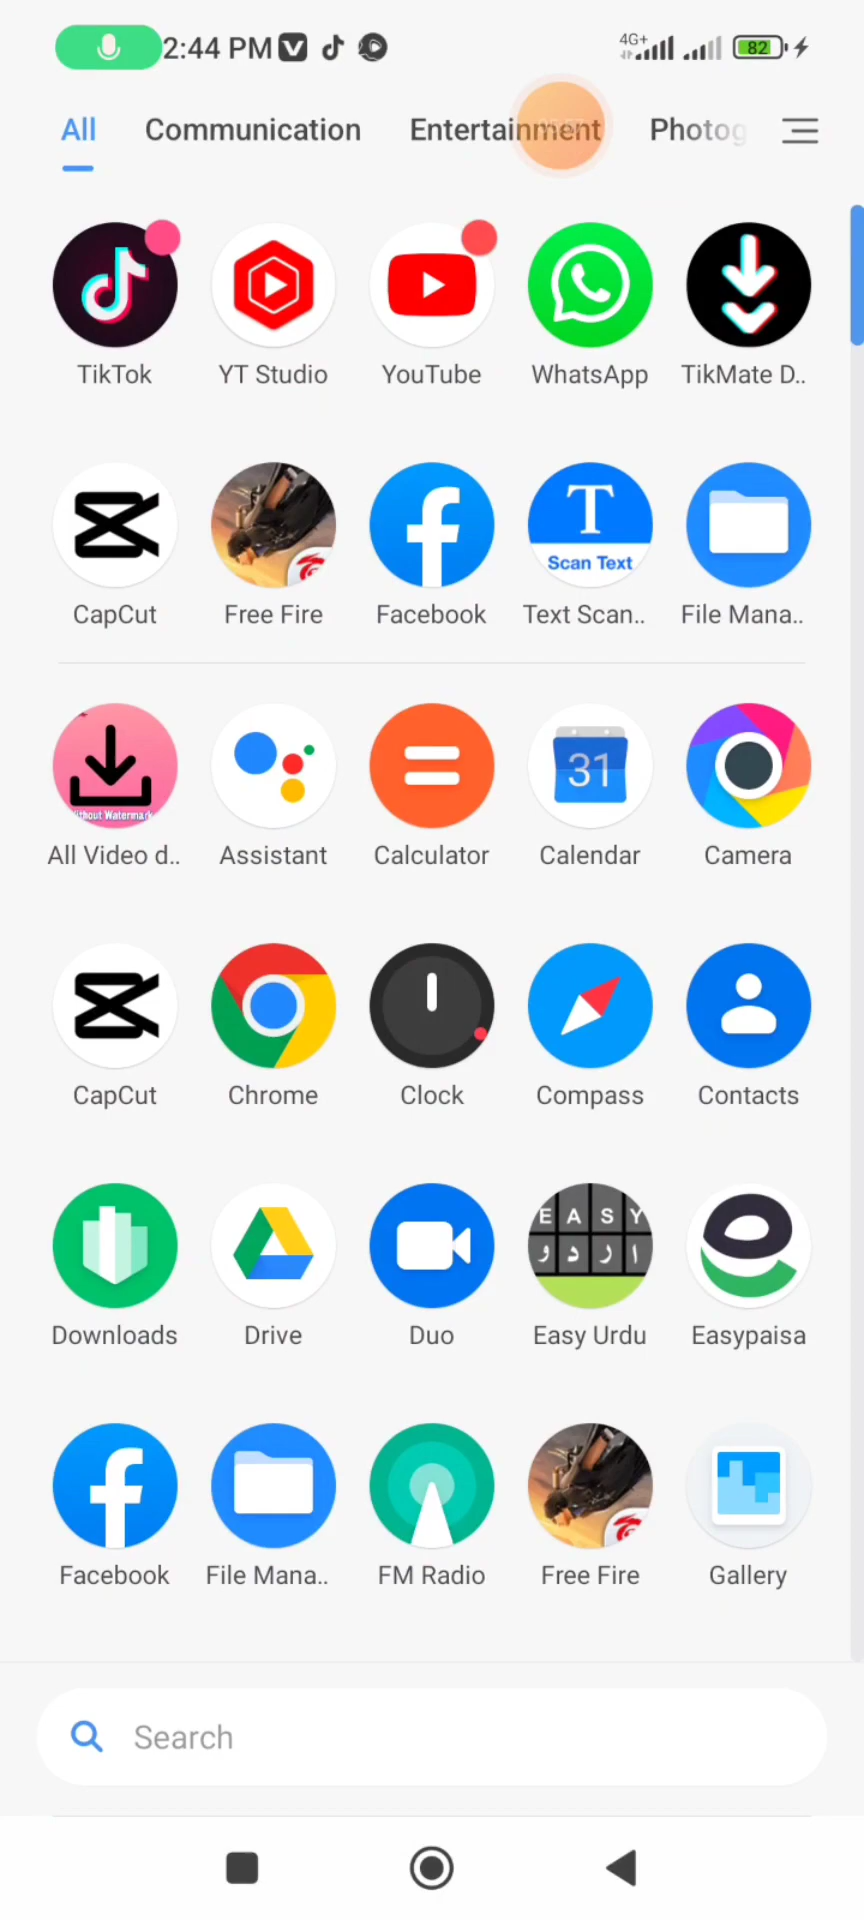 2:44 PM
4G+
82
All Communication Entertainment Photog
TikTok YT Studio YouTube WhatsApp TikMate D..
T
Scan Text
CapCut Free Fire Facebook Text Scan.. File Mana..
31
thout Watermark
All Video d.. Assistant Calculator Calendar Camera
CapCut Chrome Clock Compass Contacts
E A S Y
ا ر د و
Downloads Drive Duo Easy Urdu Easypaisa
Facebook File Mana.. FM Radio Free Fire Gallery
Search